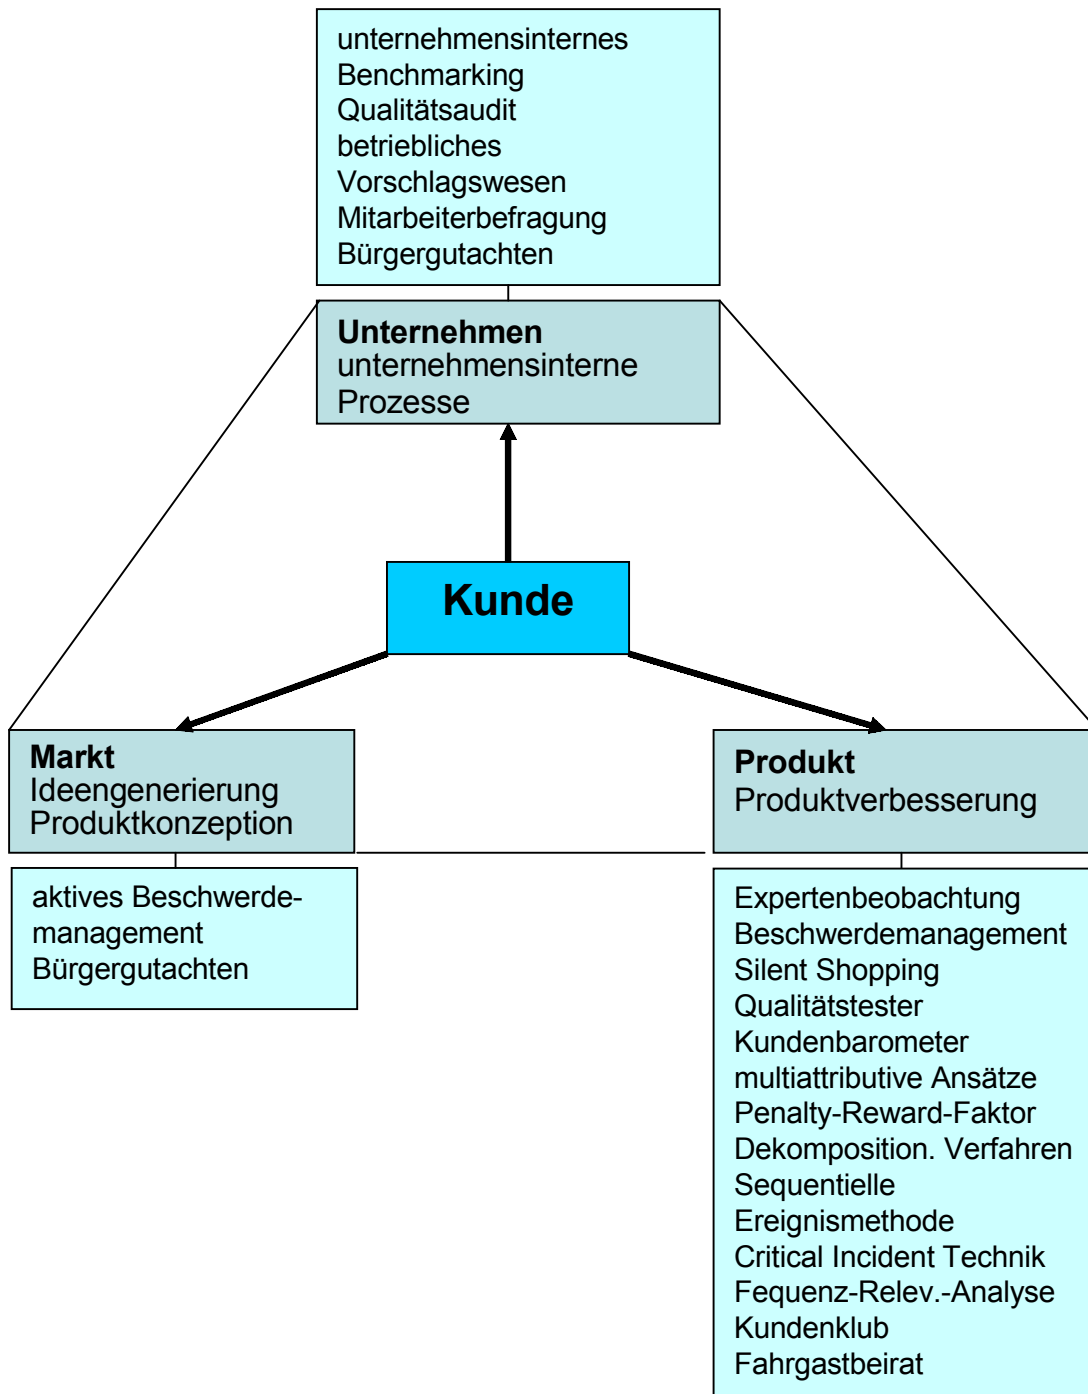 unternehmensinternes
Benchmarking
Qualitätsaudit
betriebliches
Vorschlagswesen
Mitarbeiterbefragung
Bürgergutachten
Unternehmen
unternehmensinterne
Prozesse
Kunde
Markt
Ideengenerierung
Produktkonzeption
aktives Beschwerde-
management
Bürgergutachten
Produkt
Produktverbesserung
Expertenbeobachtung
Beschwerdemanagement
Silent Shopping
Qualitätstester
Kundenbarometer
multiattributive Ansätze
Penalty-Reward-Faktor
Dekomposition. Verfahren
Sequentielle
Ereignismethode
Critical Incident Technik
Fequenz-Relev.-Analyse
Kundenklub
Fahrgastbeirat